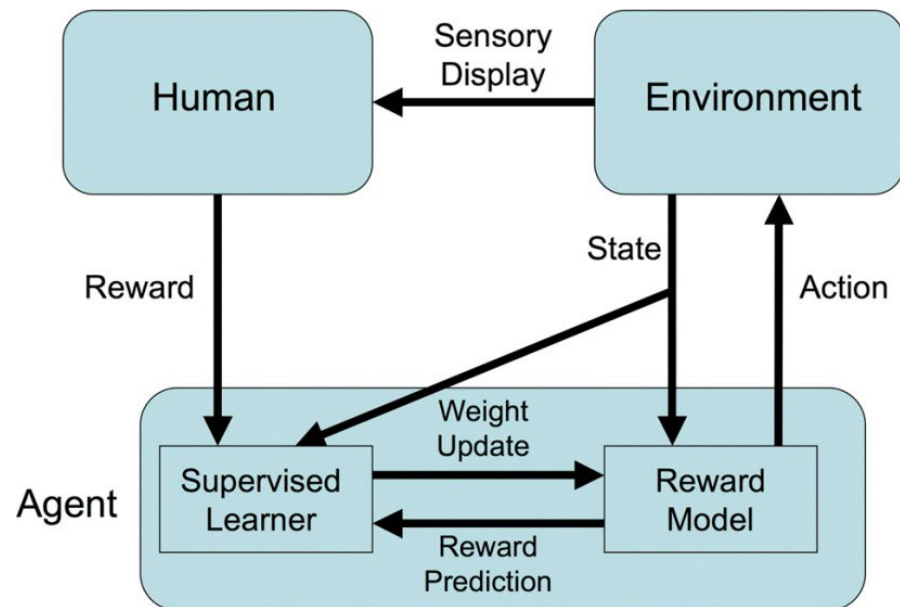 Human
Sensory
Display
Environment
Reward
State
Action
Agent
Weight
Update
Supervised
Learner
Reward
Model
Reward
Prediction